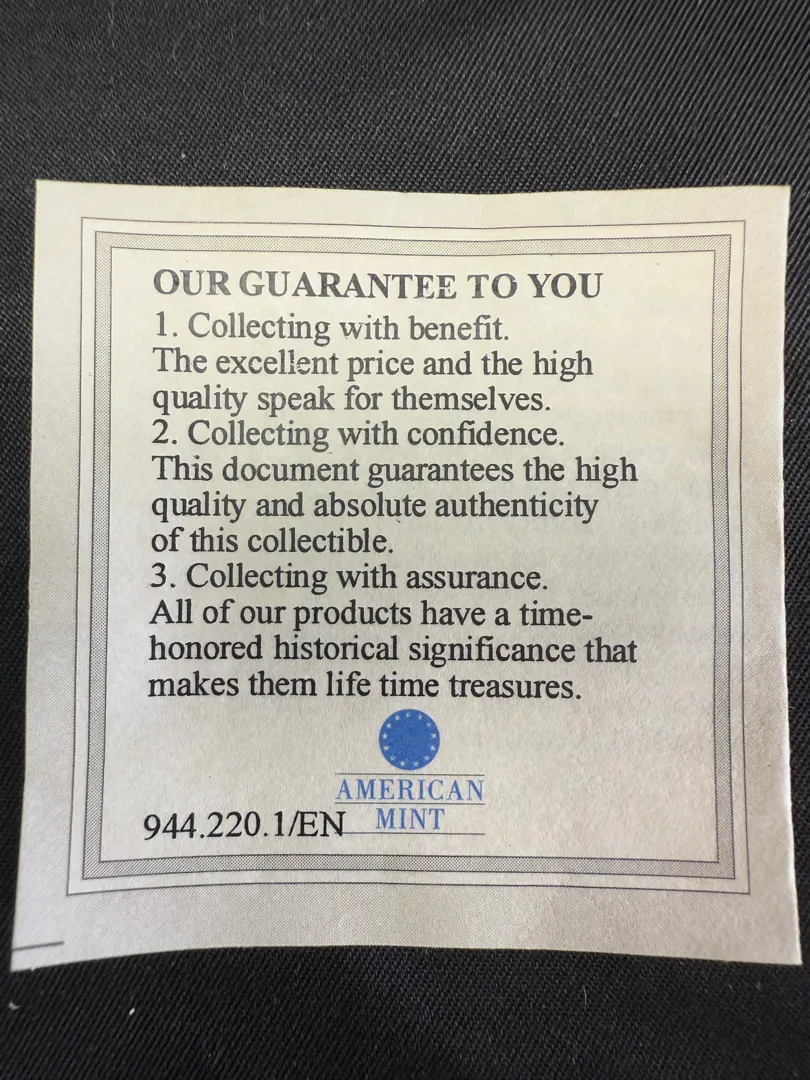 OUR GUARANTEE TO YOU
1. Collecting with benefit.
The excellent price and the high
quality speak for themselves.
2. Collecting with confidence.
This document guarantees the high
quality and absolute authenticity
of this collectible.
3. Collecting with assurance.
All of our products have a time-
honored historical significance that
makes them life time treasures.
AMERICAN
MINT
944.220.1/EN